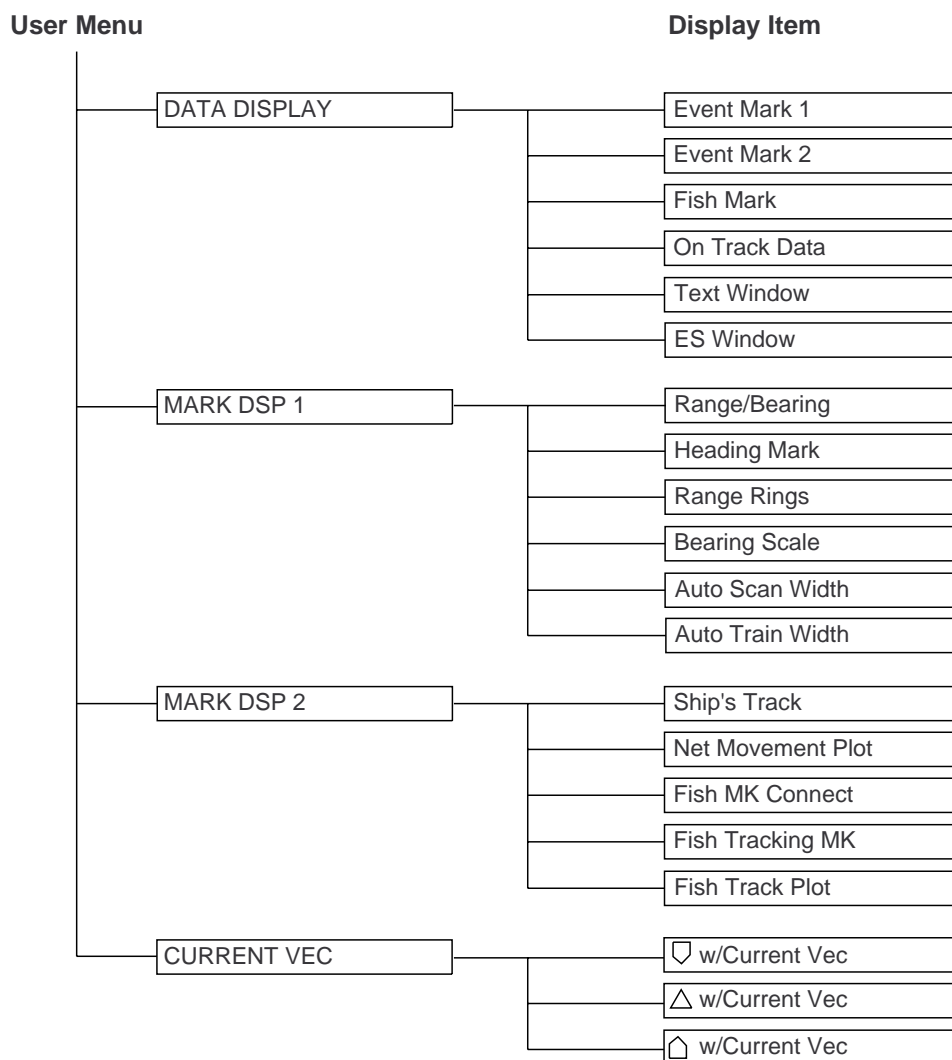 User Menu
Display Item
DATA DISPLAY
Event Mark 1
Event Mark 2
Fish Mark
On Track Data
Text Window
ES Window
MARK DSP 1
Range/Bearing
Heading Mark
Range Rings
Bearing Scale
Auto Scan Width
Auto Train Width
MARK DSP 2
Ship's Track
Net Movement Plot
Fish MK Connect
Fish Tracking MK
Fish Track Plot
CURRENT VEC
w/Current Vec
w/Current Vec
w/Current Vec